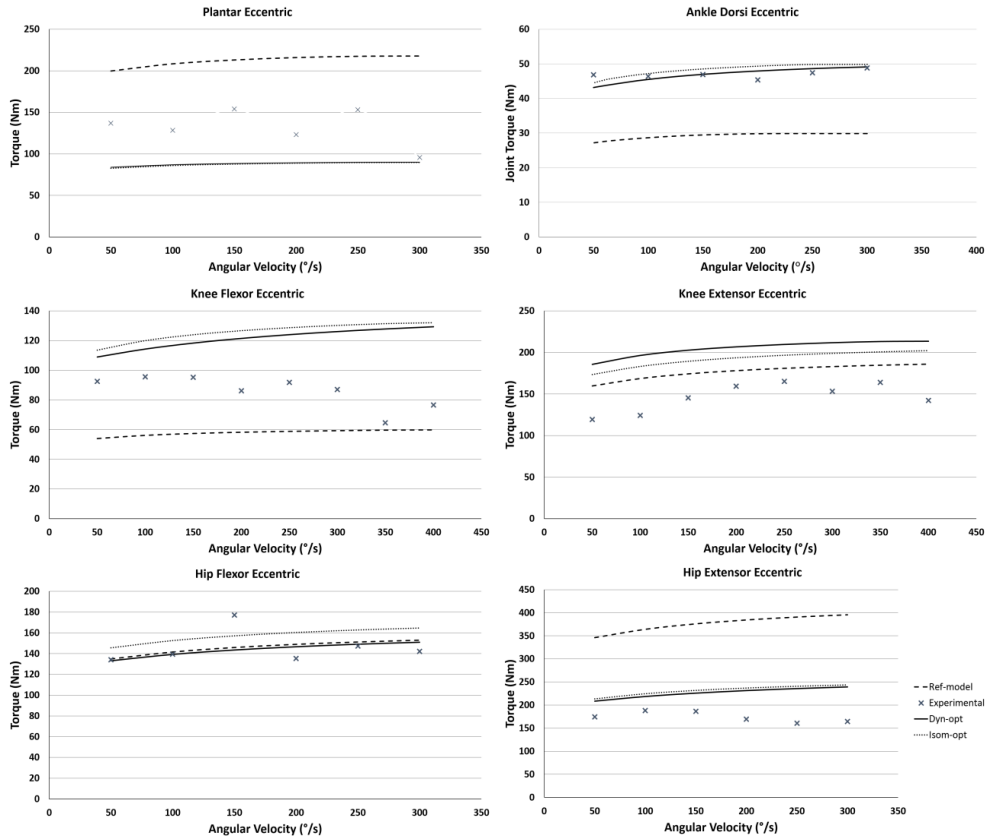 Plantar Eccentric
250
200
150
100
50
0
0 50 100 150 200 250 300 350
Torque (Nm)
Angular Velocity (°/s)
Ankle Dorsi Eccentric
60
50
40
30
20
10
0
0 50 100 150 200 250 300 350 400
Joint Torque (Nm)
Angular Velocity (°/s)
Knee Flexor Eccentric
140
120
100
80
60
40
20
0
0 50 100 150 200 250 300 350 400 450
Torque (Nm)
Angular Velocity (°/s)
Knee Extensor Eccentric
250
200
150
100
50
0
0 50 100 150 200 250 300 350 400 450
Torque (Nm)
Angular Velocity (°/s)
Hip Flexor Eccentric
200
180
160
140
120
100
80
60
40
20
0
0 50 100 150 200 250 300 350
Torque (Nm)
Angular Velocity (°/s)
Hip Extensor Eccentric
450
400
350
300
250
200
150
100
50
0
0 50 100 150 200 250 300 350
Torque (Nm)
Angular Velocity (°/s)
Ref-model
Experimental
Dyn-opt
Isom-opt